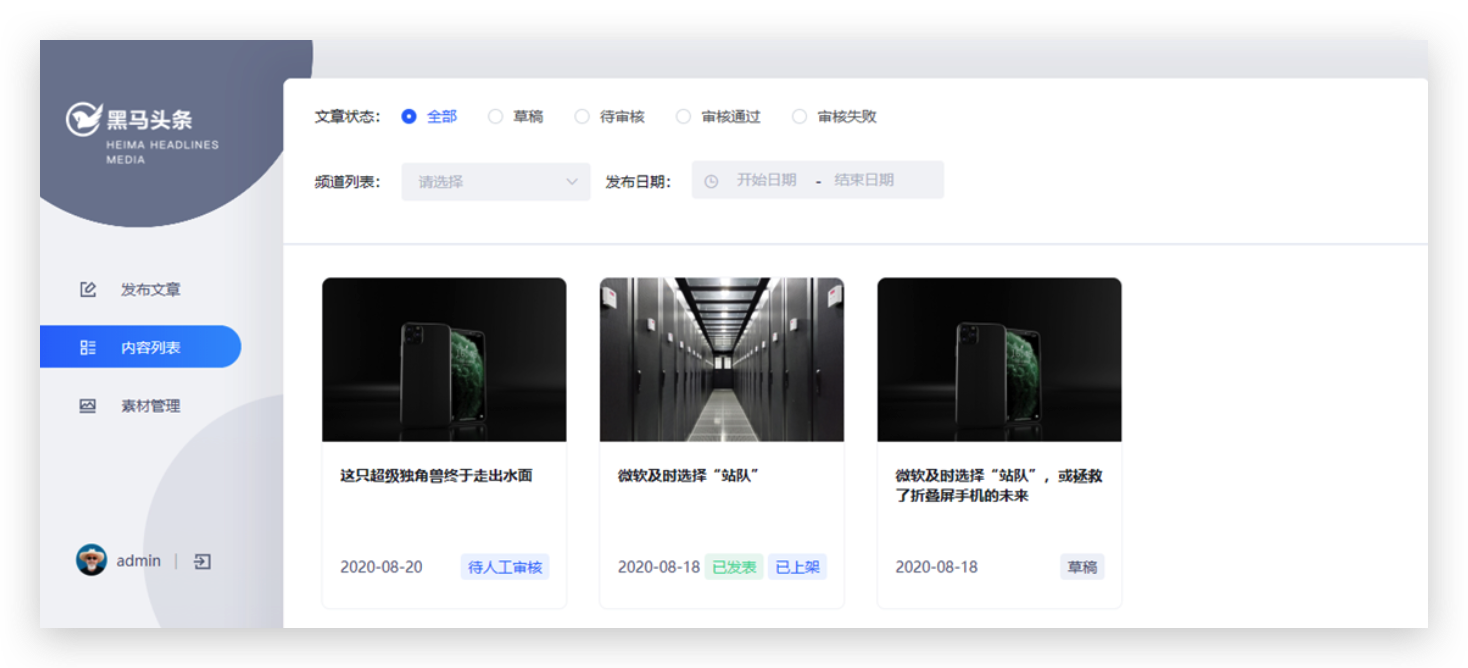 黑马头条
HEIMA HEADLINES
MEDIA
发布文章
内容列表
素材管理
admin
文章状态： 全部 草稿 待审核 审核通过 审核失败
频道列表： 请选择 发布日期： 开始日期 - 结束日期
这只超级独角兽终于走出水面
2020-08-20 待人工审核
微软及时选择“站队”
2020-08-18 已发表 已上架
微软及时选择“站队”，或拯救
了折叠屏手机的未来
2020-08-18 草稿